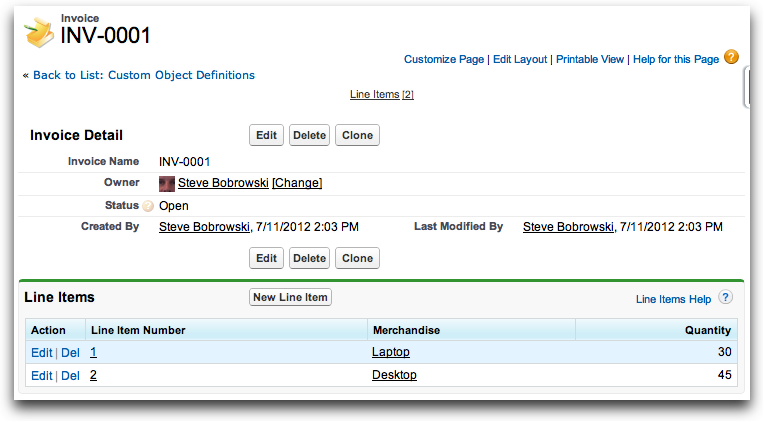 Invoice
INV-0001
Customize Page | Edit Layout | Printable View | Help for this Page ?
« Back to List: Custom Object Definitions
Line Items [2]
Invoice Detail Edit Delete Clone
Invoice Name INV-0001
Owner Steve Bobrowski [Change]
Status ? Open
Created By Steve Bobrowski, 7/11/2012 2:03 PM Last Modified By Steve Bobrowski, 7/11/2012 2:03 PM
Edit Delete Clone
Line Items New Line Item Line Items Help ?
Action Line Item Number Merchandise Quantity
Edit | Del 1 Laptop 30
Edit | Del 2 Desktop 45